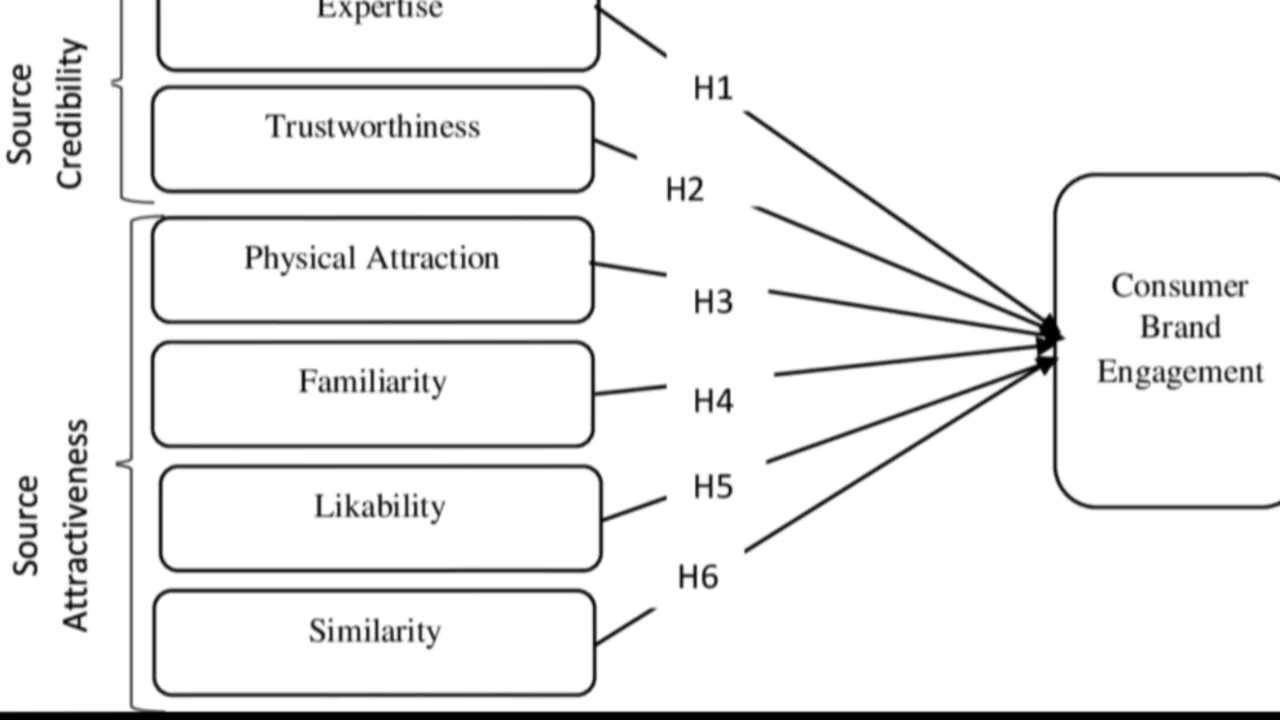 Expertise
Source
Credibility
H1
Trustworthiness
H2
Physical Attraction
H3
Consumer
Brand
Engagement
Familiarity
H4
Source
Attractiveness
Likability
H5
H6
Similarity